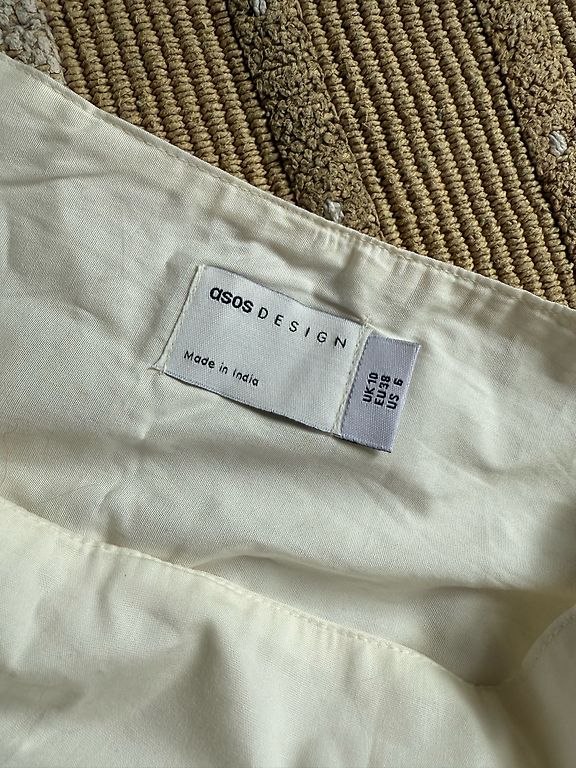 asos DESIGN
Made in India
UK 10
EU 38
US 6